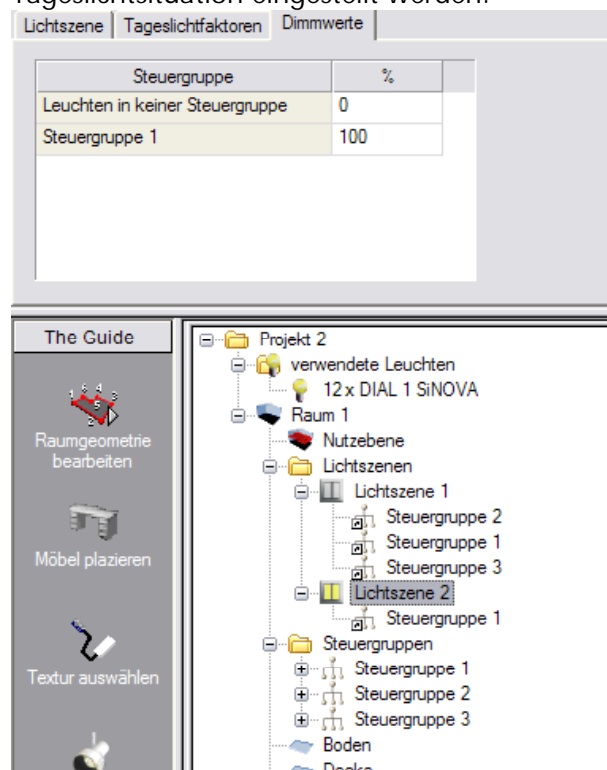 Tageslichtsituation eingestellt werden.
Lichtszene Tageslichtfaktoren Dimmwerte
Steuergruppe %
Leuchten in keiner Steuergruppe 0
Steuergruppe 1 100
The Guide
Raumgeometrie
bearbeiten
Möbel plazieren
Textur auswählen
Projekt 2
verwendete Leuchten
12 x DIAL 1 SiNOVA
Raum 1
Nutzebene
Lichtszenen
Lichtszene 1
Steuergruppe 2
Steuergruppe 1
Steuergruppe 3
Lichtszene 2
Steuergruppe 1
Steuergruppen
Steuergruppe 1
Steuergruppe 2
Steuergruppe 3
Boden
Decke